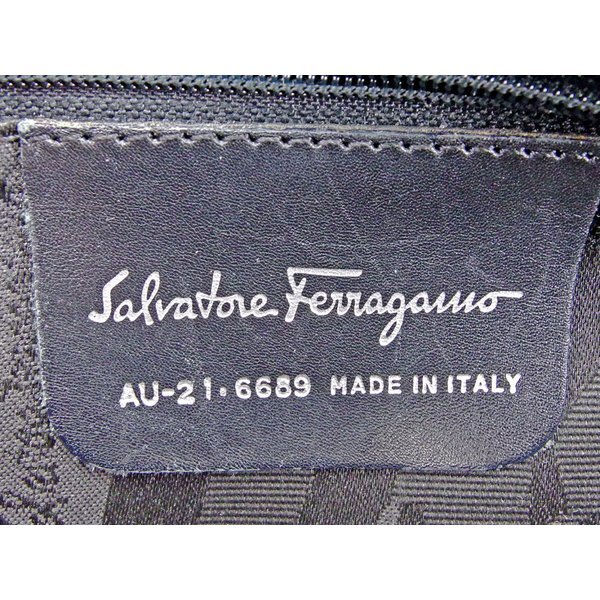 Salvatore Ferragamo
AU-21·6689 MADE IN ITALY